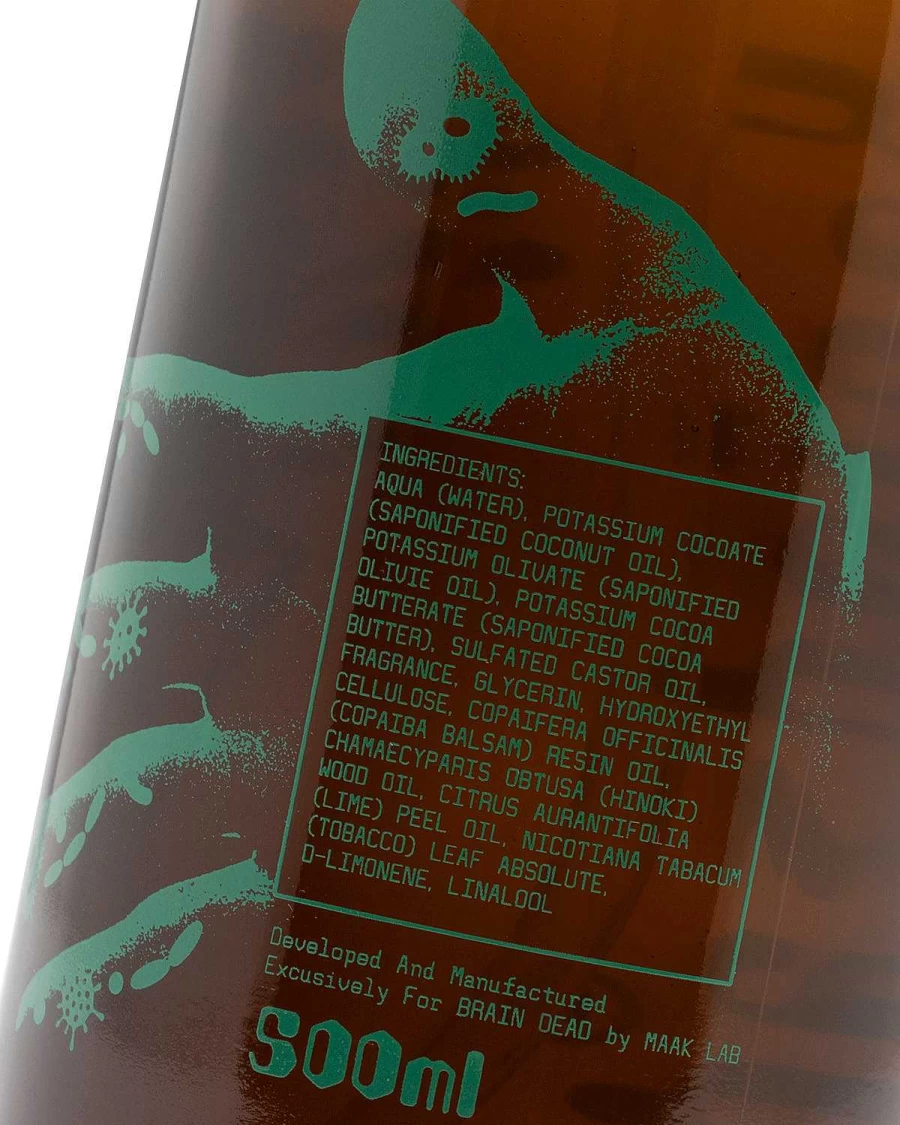 INGREDIENTS:
AQUA (WATER), POTASSIUM COCOATE
(SAPONIFIED COCONUT OIL),
POTASSIUM OLIVATE (SAPONIFIED
OLIVIE OIL), POTASSIUM COCOA
BUTTERATE (SAPONIFIED COCOA
BUTTER), SULFATED CASTOR OIL,
FRAGRANCE, GLYCERIN, HYDROXYETHYL
CELLULOSE, COPAIFERA OFFICINALIS
(COPAIBA BALSAM) RESIN OIL,
CHAMAECYPARIS OBTUSA (HINOKI)
WOOD OIL, CITRUS AURANTIFOLIA
(LIME) PEEL OIL, NICOTIANA TABACUM
(TOBACCO) LEAF ABSOLUTE,
D-LIMONENE, LINALOOL
Developed And Manufactured
Excusively For BRAIN DEAD by MAAK LAB
500ml